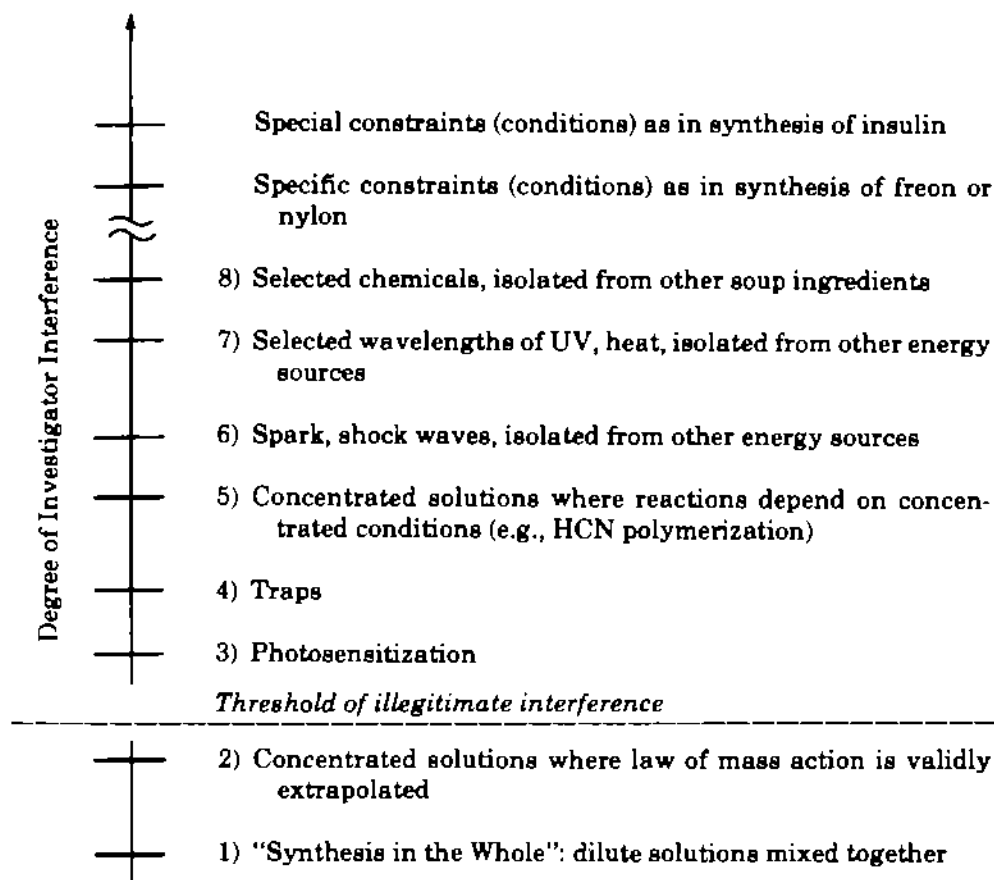 Special constraints (conditions) as in synthesis of insulin
Specific constraints (conditions) as in synthesis of freon or
nylon
8) Selected chemicals, isolated from other soup ingredients
7) Selected wavelengths of UV, heat, isolated from other energy
sources
6) Spark, shock waves, isolated from other energy sources
5) Concentrated solutions where reactions depend on concen-
trated conditions (e.g., HCN polymerization)
4) Traps
3) Photosensitization
Threshold of illegitimate interference
2) Concentrated solutions where law of mass action is validly
extrapolated
1) "Synthesis in the Whole": dilute solutions mixed together
Degree of Investigator Interference